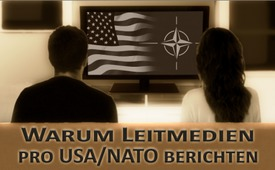 WARUM LEITMEDIEN
PRO USA/NATO BERICHTEN